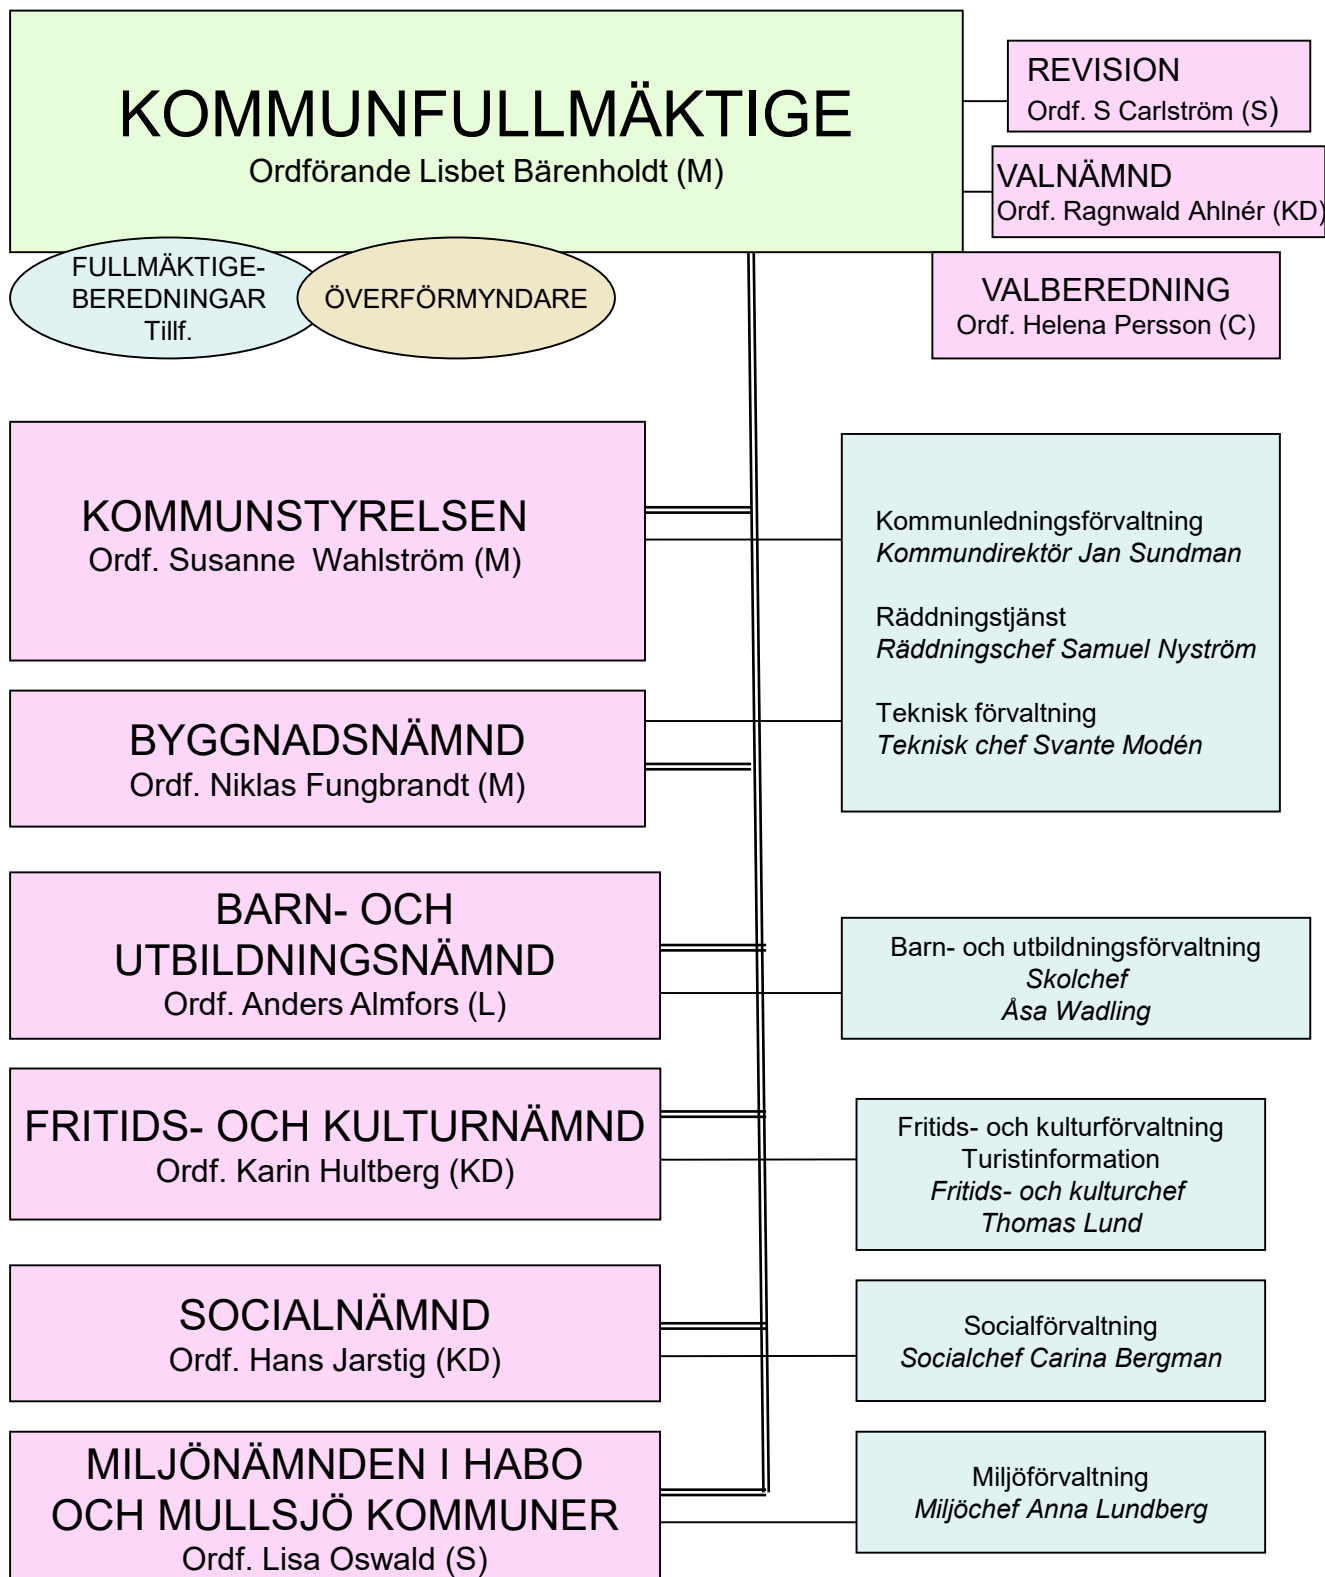 KOMMUNFULLMÄKTIGE
Ordförande Lisbet Bärenholdt (M)
REVISION
Ordf. S Carlström (S)
VALNÄMND
Ordf. Ragnwald Ahlnér (KD)
VALBEREDNING
Ordf. Helena Persson (C)
FULLMÄKTIGE-
BEREDNINGAR
Tillf.
ÖVERFÖRMYNDARE
KOMMUNSTYRELSEN
Ordf. Susanne Wahlström (M)
Kommunledningsförvaltning
Kommundirektör Jan Sundman
Räddningstjänst
Räddningschef Samuel Nyström
Teknisk förvaltning
Teknisk chef Svante Modén
BYGGNADSNÄMND
Ordf. Niklas Fungbrandt (M)
BARN- OCH
UTBILDNINGSNÄMND
Ordf. Anders Almfors (L)
Barn- och utbildningsförvaltning
Skolchef
Åsa Wadling
FRITIDS- OCH KULTURNÄMND
Ordf. Karin Hultberg (KD)
Fritids- och kulturförvaltning
Turistinformation
Fritids- och kulturchef
Thomas Lund
SOCIALNÄMND
Ordf. Hans Jarstig (KD)
Socialförvaltning
Socialchef Carina Bergman
MILJÖNÄMNDEN I HABO
OCH MULLSJÖ KOMMUNER
Ordf. Lisa Oswald (S)
Miljöförvaltning
Miljöchef Anna Lundberg